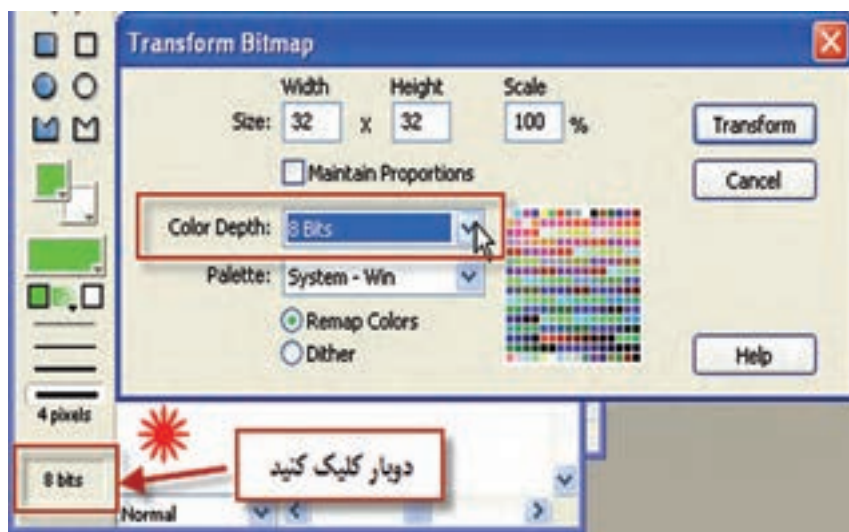 Transform Bitmap
Width Height Scale
Size: 32 x 32 100 %
Transform
Maintain Proportions
Cancel
Color Depth: 8 Bits
Palette: System - Win
Remap Colors
Dither
Help
4 pixels
8 bits
دوبار کلیک کنید
Normal